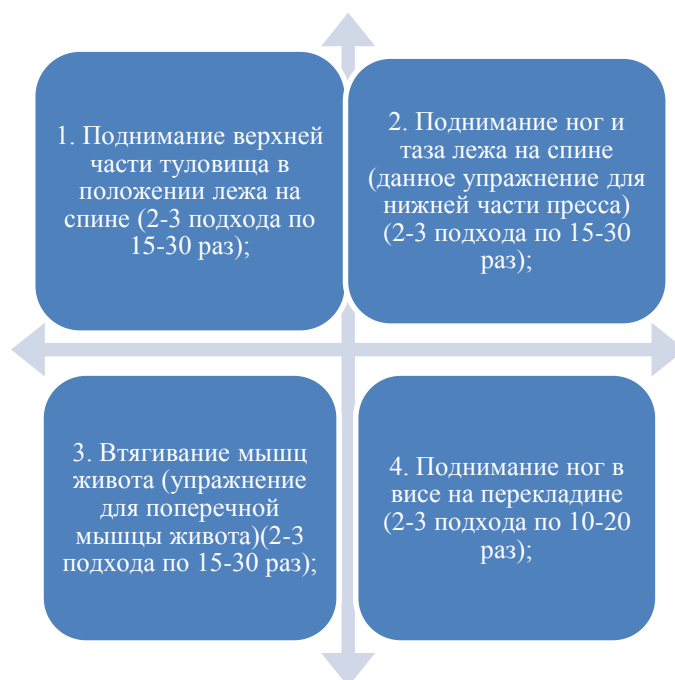 1. Поднимание верхней
части туловища в
положении лежа на
спине (2-3 подхода по
15-30 раз);
2. Поднимание ног и
таза лежа на спине
(данное упражнение для
нижней части пресса)
(2-3 подхода по 15-30
раз);
3. Втягивание мышц
живота (упражнение
для поперечной
мышцы живота)(2-3
подхода по 15-30 раз);
4. Поднимание ног в
висе на перекладине
(2-3 подхода по 10-20
раз);